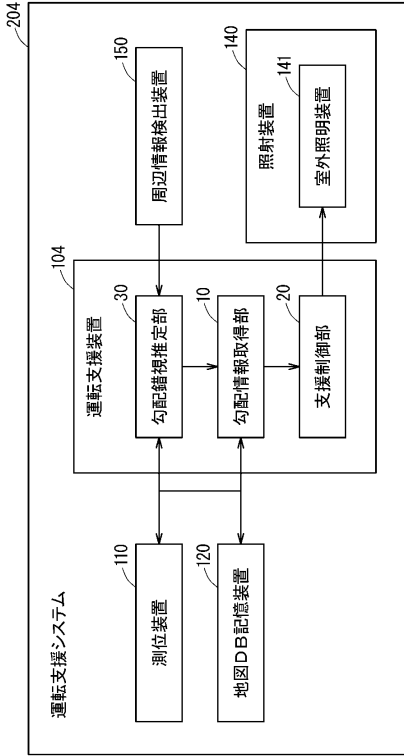 204
運転支援システム
測位装置
110
地図DB記憶装置
120
運転支援装置
104
勾配錯視推定部
30
勾配情報取得部
10
支援制御部
20
周辺情報検出装置
150
照射装置
140
室外照明装置
141